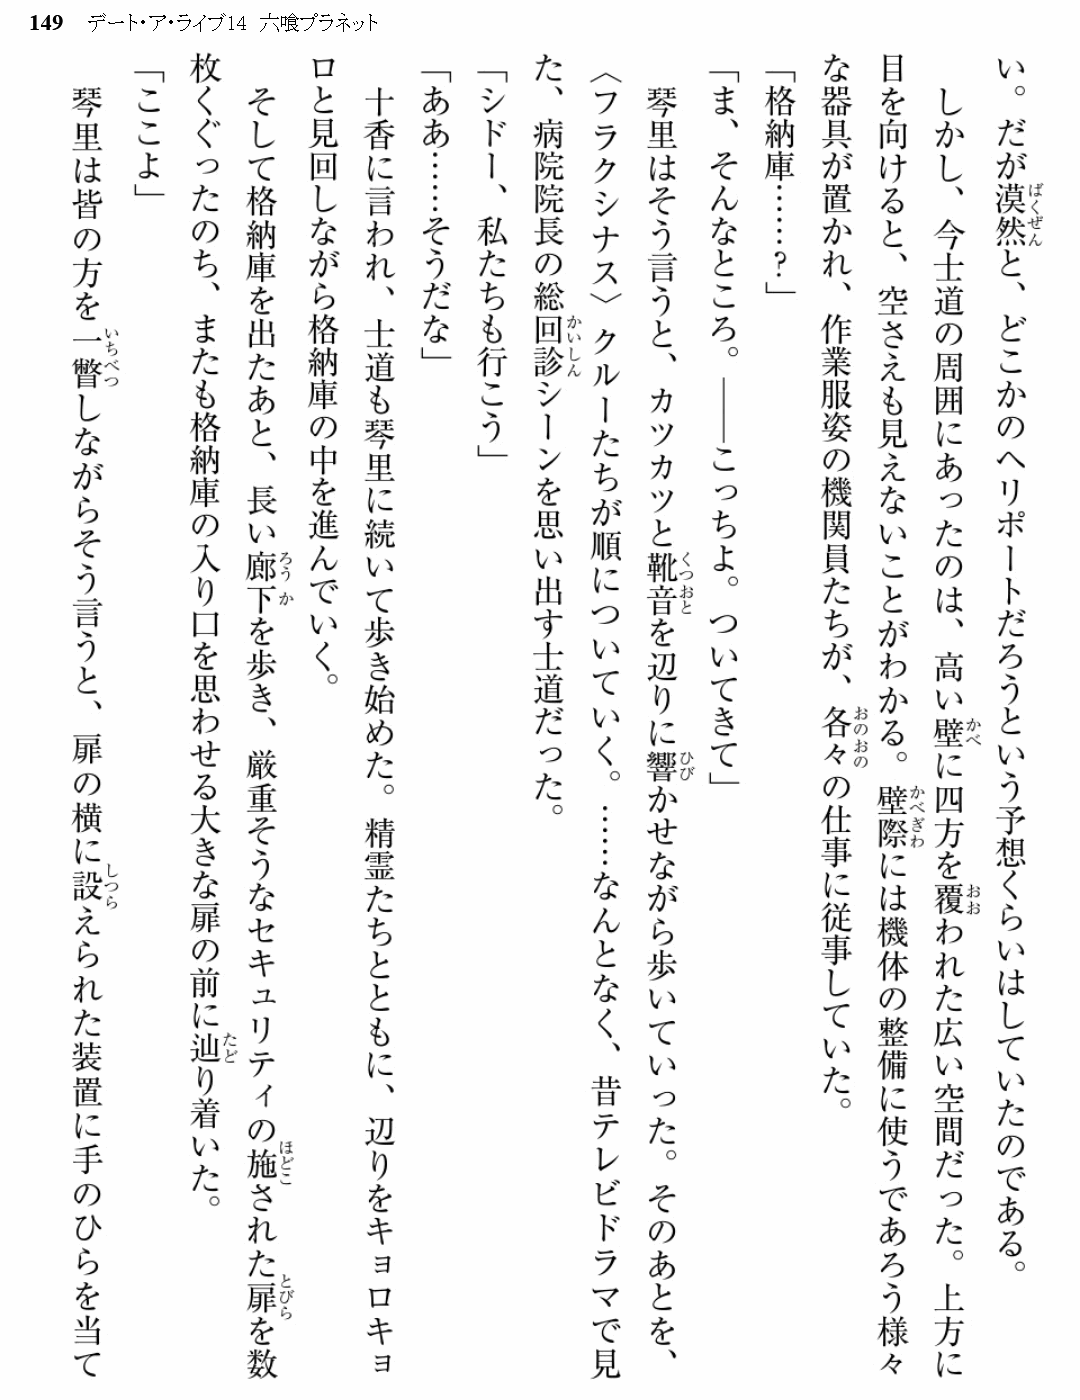 149 デート・ア・ライブ14 六喰プラネット
い。だが漠然と、どこかのヘリポートだろうという予想くらいはしていたのである。
しかし、今士道の周囲にあったのは、高い壁に四方を覆われた広い空間だった。上方に
目を向けると、空さえも見えないことがわかる。壁際には機体の整備に使うであろう様々
な器具が置かれ、作業服姿の機関員たちが、各々の仕事に従事していた。
「格納庫……?」
「ま、そんなところ。――こっちよ。ついてきて」
琴里はそう言うと、カツカツと靴音を辺りに響かせながら歩いていった。そのあとを、
〈フラクシナス〉クルーたちが順についていく。……なんとなく、昔テレビドラマで見
た、病院院長の総回診シーンを思い出す士道だった。
「シドー、私たちも行こう」
「ああ……そうだな」
十香に言われ、士道も琴里に続いて歩き始めた。精霊たちとともに、辺りをキョロキョ
ロと見回しながら格納庫の中を進んでいく。
そして格納庫を出たあと、長い廊下を歩き、厳重そうなセキュリティの施された扉を数
枚くぐったのち、またも格納庫の入り口を思わせる大きな扉の前に辿り着いた。
「ここよ」
琴里は皆の方を一瞥しながらそう言うと、扉の横に設えられた装置に手のひらを当て